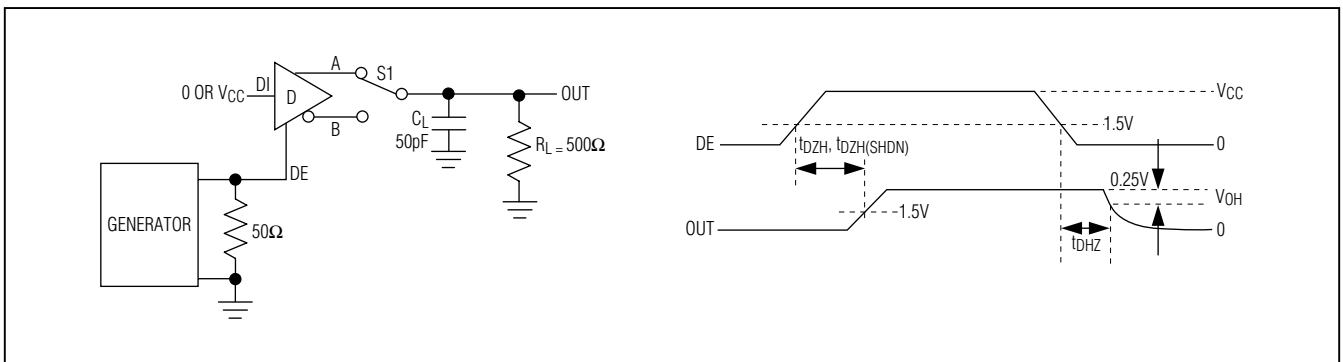 A
S1
0 OR VCC
DI
D
OUT
B
CL
50pF
RL = 500Ω
DE
GENERATOR
50Ω
VCC
1.5V
DE
0
tDZH, tDZH(SHDN)
0.25V
VOH
1.5V
OUT
0
tDHZ